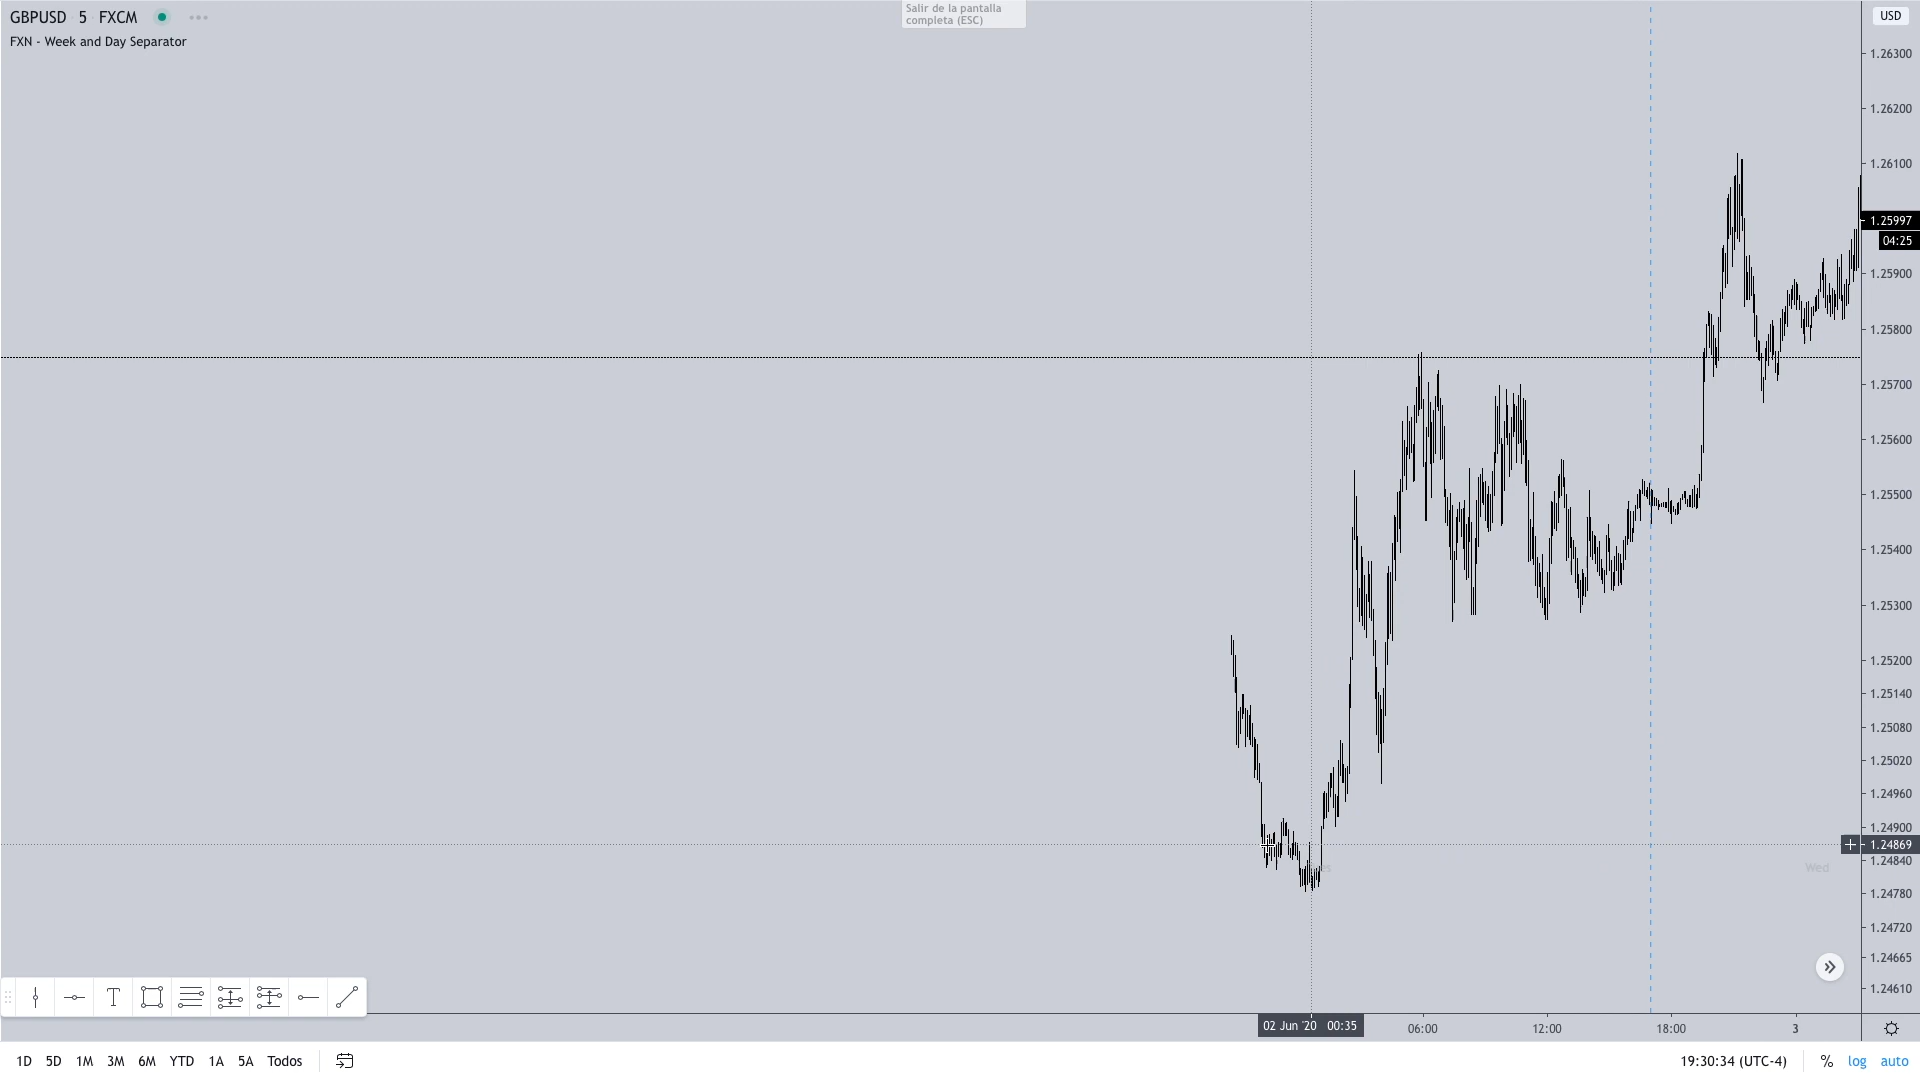 GBPUSD 5 FXCM
FXN - Week and Day Separator
Salir de la pantalla
completa (ESC)
USD
1.26300
1.26200
1.26100
1.25997
04:25
1.25900
1.25800
1.25700
1.25600
1.25500
1.25400
1.25300
1.25200
1.25140
1.25080
1.25020
1.24960
1.24900
1.24869
1.24840
1.24780
1.24720
1.24665
1.24610
Wed
T
02 Jun '20 00:35
06:00
12:00
18:00
3
1D 5D 1M 3M 6M YTD 1A 5A Todos
19:30:34 (UTC-4)
% log auto